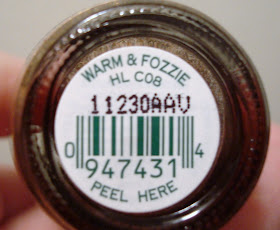 WARM & FOZZIE
HL C08
11230AAV
0 947431 4
PEEL HERE